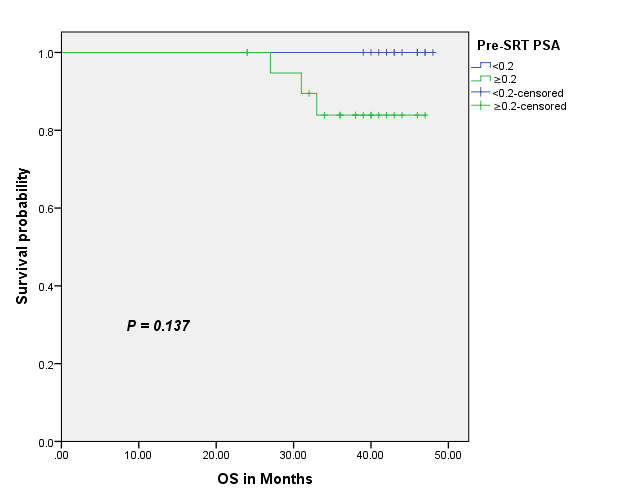 Pre-SRT PSA
<0.2
≥0.2
<0.2-censored
≥0.2-censored
1.0
0.8
0.6
0.4
0.2
0.0
Survival probability
P = 0.137
.00 10.00 20.00 30.00 40.00 50.00
OS in Months